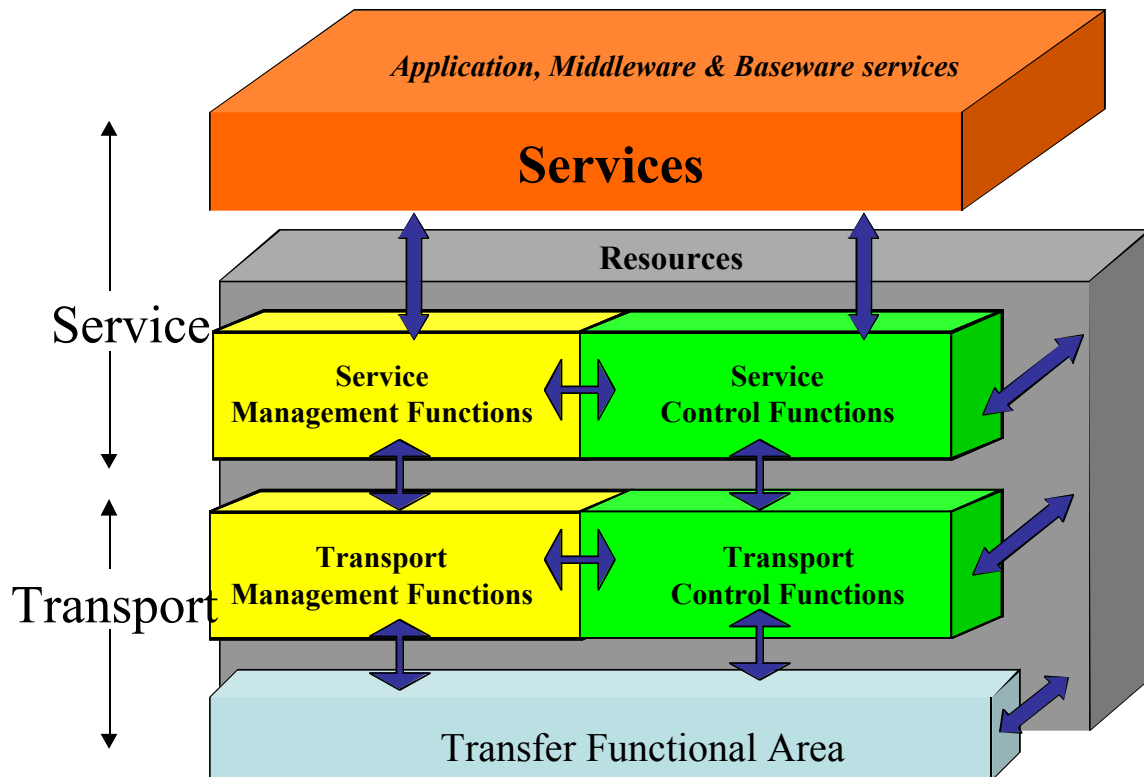 Application, Middleware & Baseware services
Services
Resources
Service
Service
Management Functions
Service
Control Functions
Transport
Transport
Management Functions
Transport
Control Functions
Transfer Functional Area